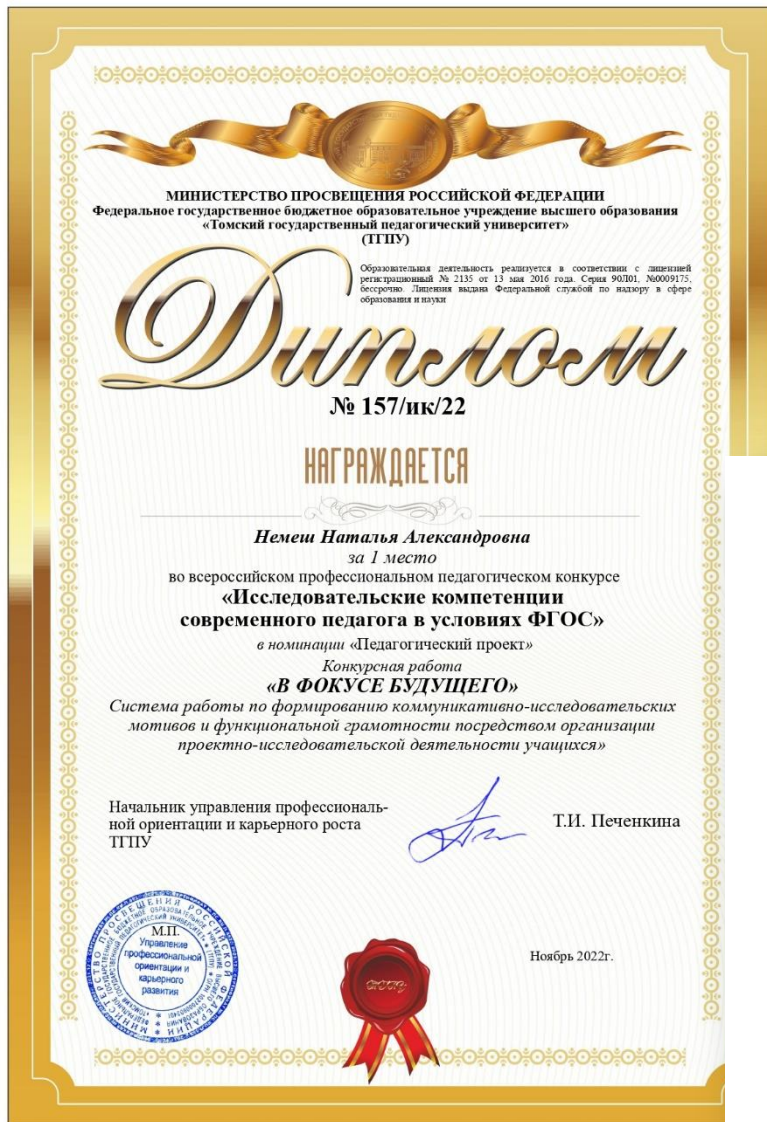 МИНИСТЕРСТВО ПРОСВЕЩЕНИЯ РОССИЙСКОЙ ФЕДЕРАЦИИ
Федеральное государственное бюджетное образовательное учреждение высшего образования
«Томский государственный педагогический университет»
(ТГПУ)
Образовательная деятельность реализуется в соответствии с лицензией
регистрационный № 2135 от 13 мая 2016 года. Серия 90Л01, №0009175,
бессрочно. Лицензия выдана Федеральной службой по надзору в сфере
образования и науки
Диплом
№ 157/ик/22
НАГРАЖДАЕТСЯ
Немеш Наталья Александровна
за 1 место
во всероссийском профессиональном педагогическом конкурсе
«Исследовательские компетенции
современного педагога в условиях ФГОС»
в номинации «Педагогический проект»
Конкурсная работа
«В ФОКУСЕ БУДУЩЕГО»
Система работы по формированию коммуникативно-исследовательских
мотивов и функциональной грамотности посредством организации
проектно-исследовательской деятельности учащихся»
Начальник управления профессиональ-
ной ориентации и карьерного роста
ТГПУ
Т.И. Печенкина
МИНИСТЕРСТВО ПРОСВЕЩЕНИЯ РОССИЙСКОЙ ФЕДЕРАЦИИ
М.П.
Управление
профессиональной
ориентации и
карьерного
развития
Ноябрь 2022г.